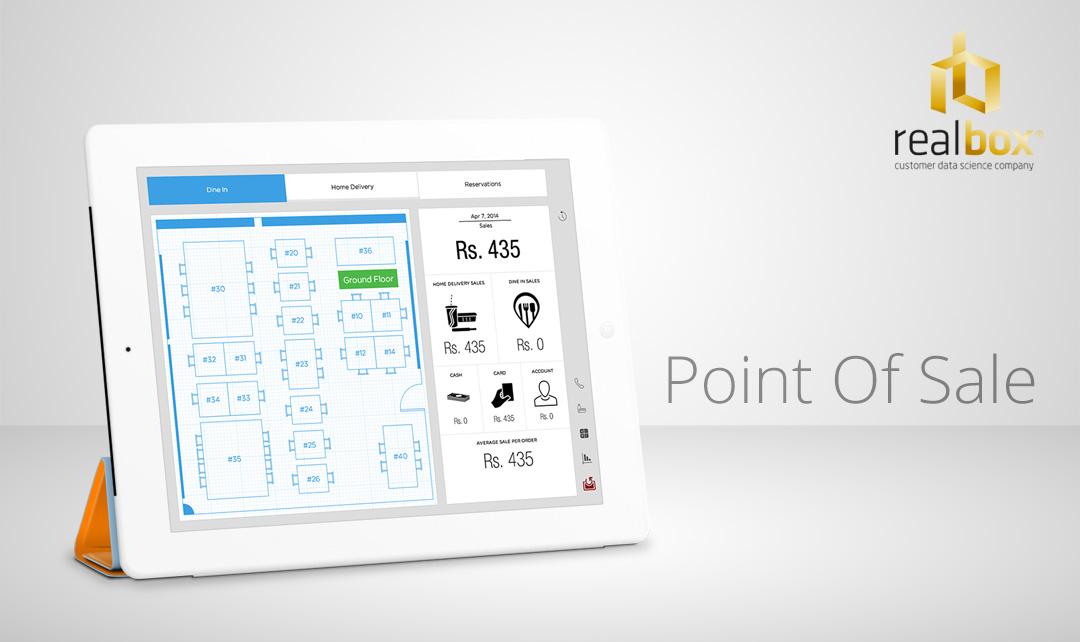 realbox®
customer data science company
Dine In
Home Delivery
Reservations
#30
#20
#36
#21
Ground Floor
#22
#10
#11
#32
#31
#23
#12
#14
#34
#33
#24
#35
#25
#40
#26
Apr 7, 2014
Sales
Rs. 435
HOME DELIVERY SALES
DINE IN SALES
Rs. 435
Rs. 0
CASH
CARD
ACCOUNT
Rs. 0
Rs. 435
Rs. 0
AVERAGE SALE PER ORDER
Rs. 435
Point Of Sale